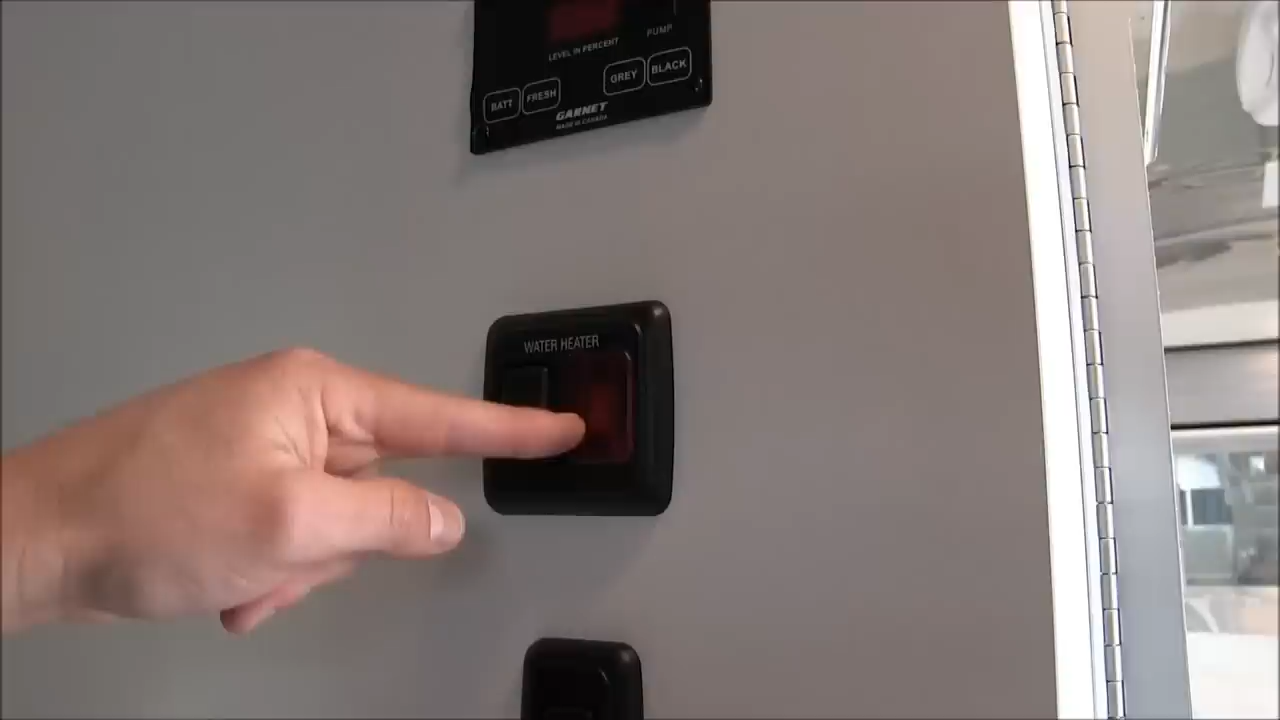 PUMP
LEVEL IN PERCENT
BATT FRESH GREY BLACK
GARNET
MADE IN CANADA
WATER HEATER